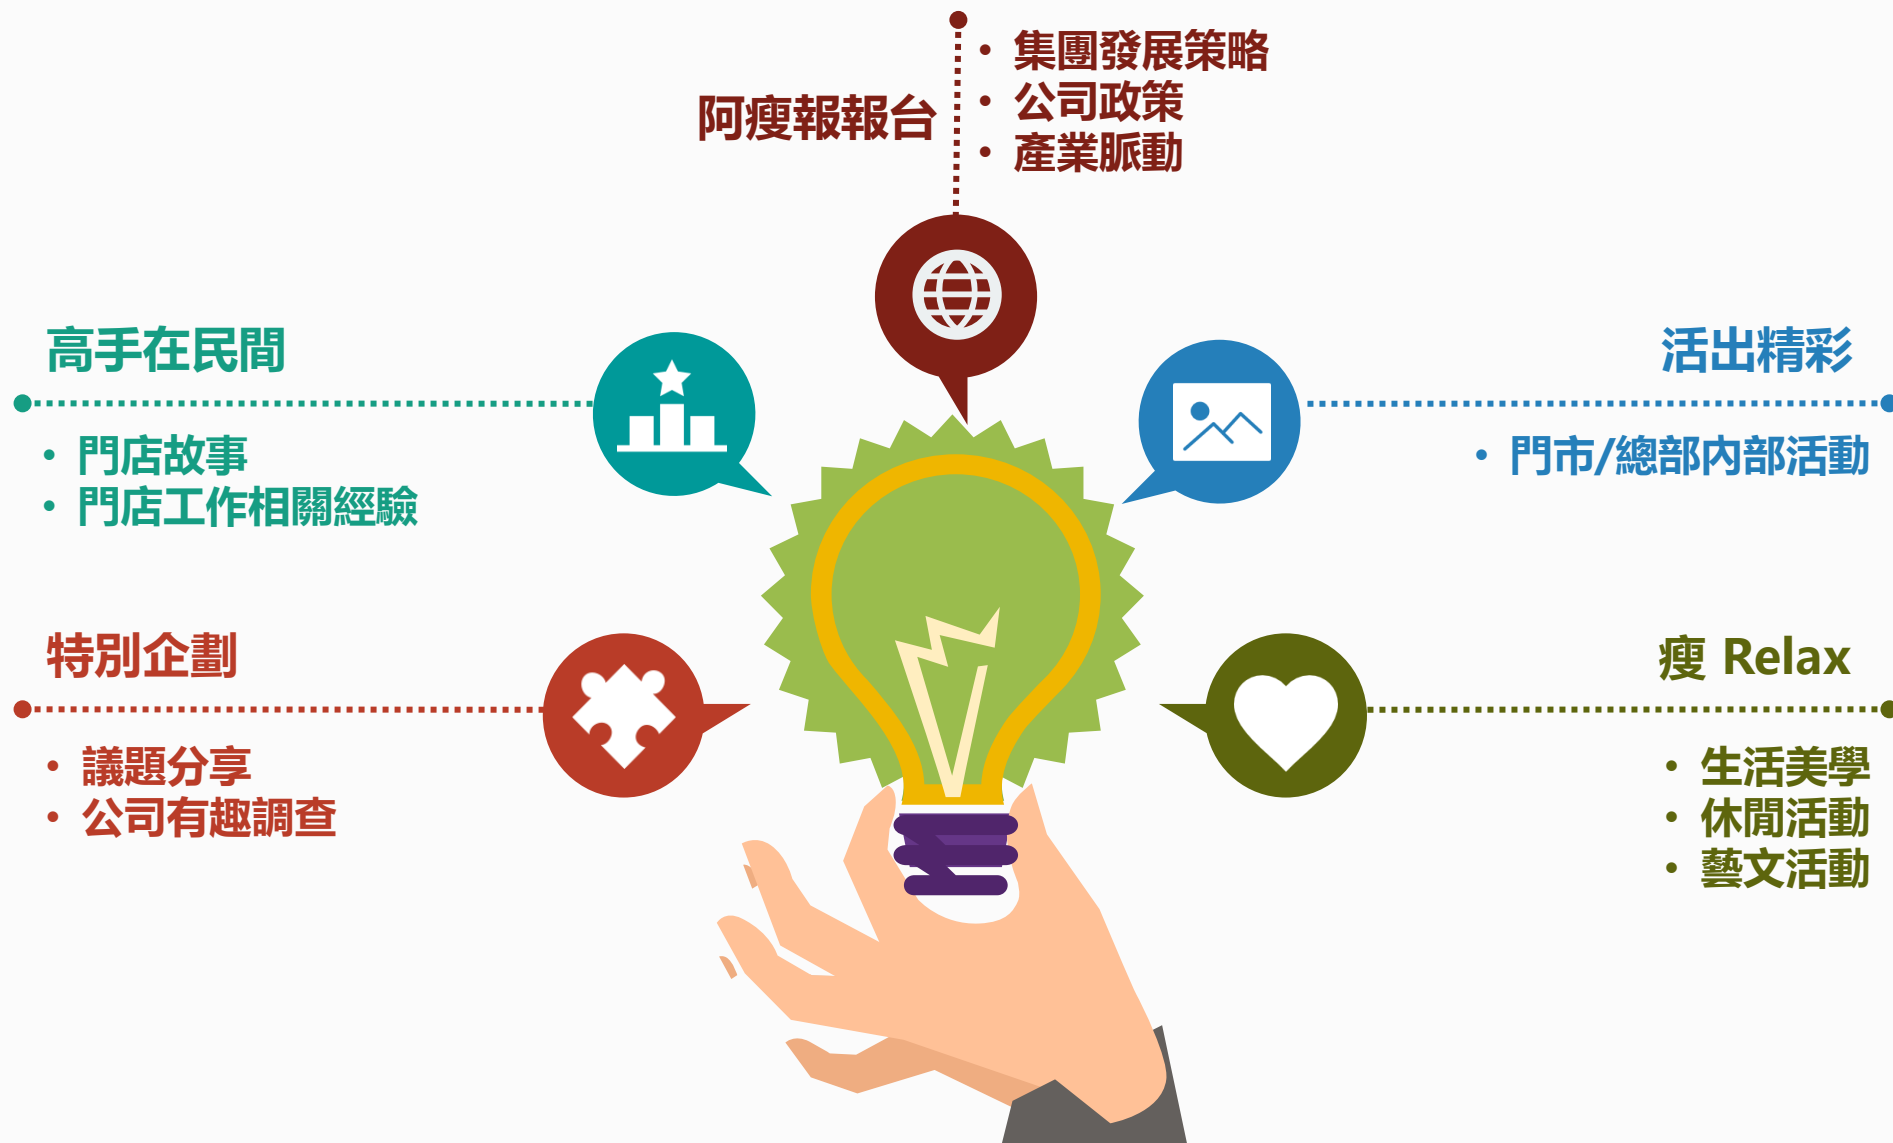 阿瘦報報台
• 集團發展策略
• 公司政策
• 產業脈動
高手在民間
• 門店故事
• 門店工作相關經驗
活出精彩
• 門市/總部內部活動
特別企劃
• 議題分享
• 公司有趣調查
瘦 Relax
• 生活美學
• 休閒活動
• 藝文活動